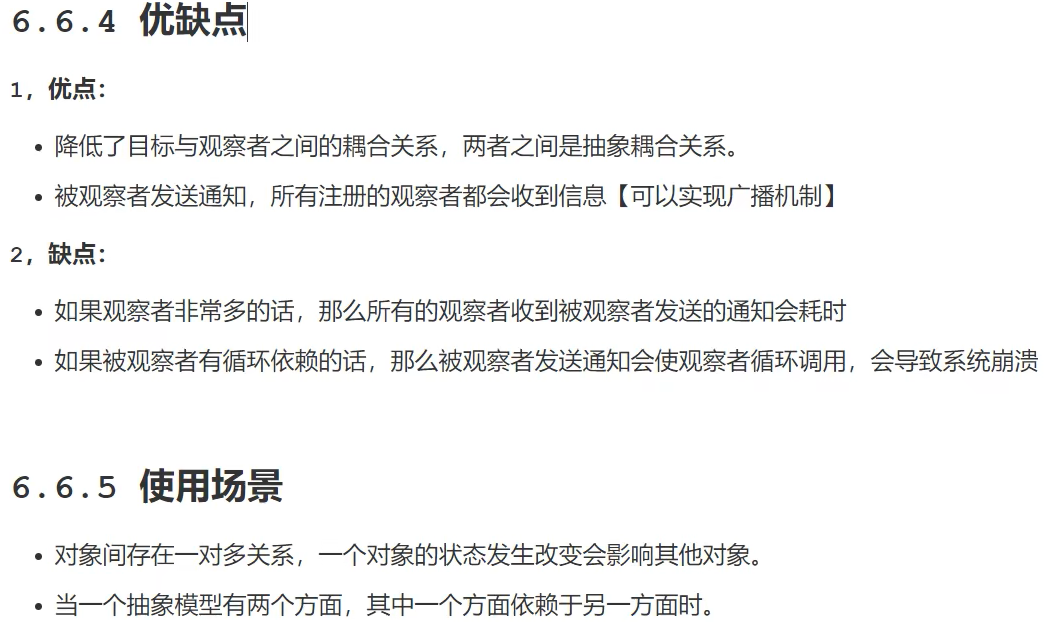 6.6.4 优缺点
1，优点：
• 降低了目标与观察者之间的耦合关系，两者之间是抽象耦合关系。
• 被观察者发送通知，所有注册的观察者都会收到信息【可以实现广播机制】
2，缺点：
• 如果观察者非常多的话，那么所有的观察者收到被观察者发送的通知会耗时
• 如果被观察者有循环依赖的话，那么被观察者发送通知会使观察者循环调用，会导致系统崩溃
6.6.5 使用场景
• 对象间存在一对多关系，一个对象的状态发生改变会影响其他对象。
• 当一个抽象模型有两个方面，其中一个方面依赖于另一方面时。